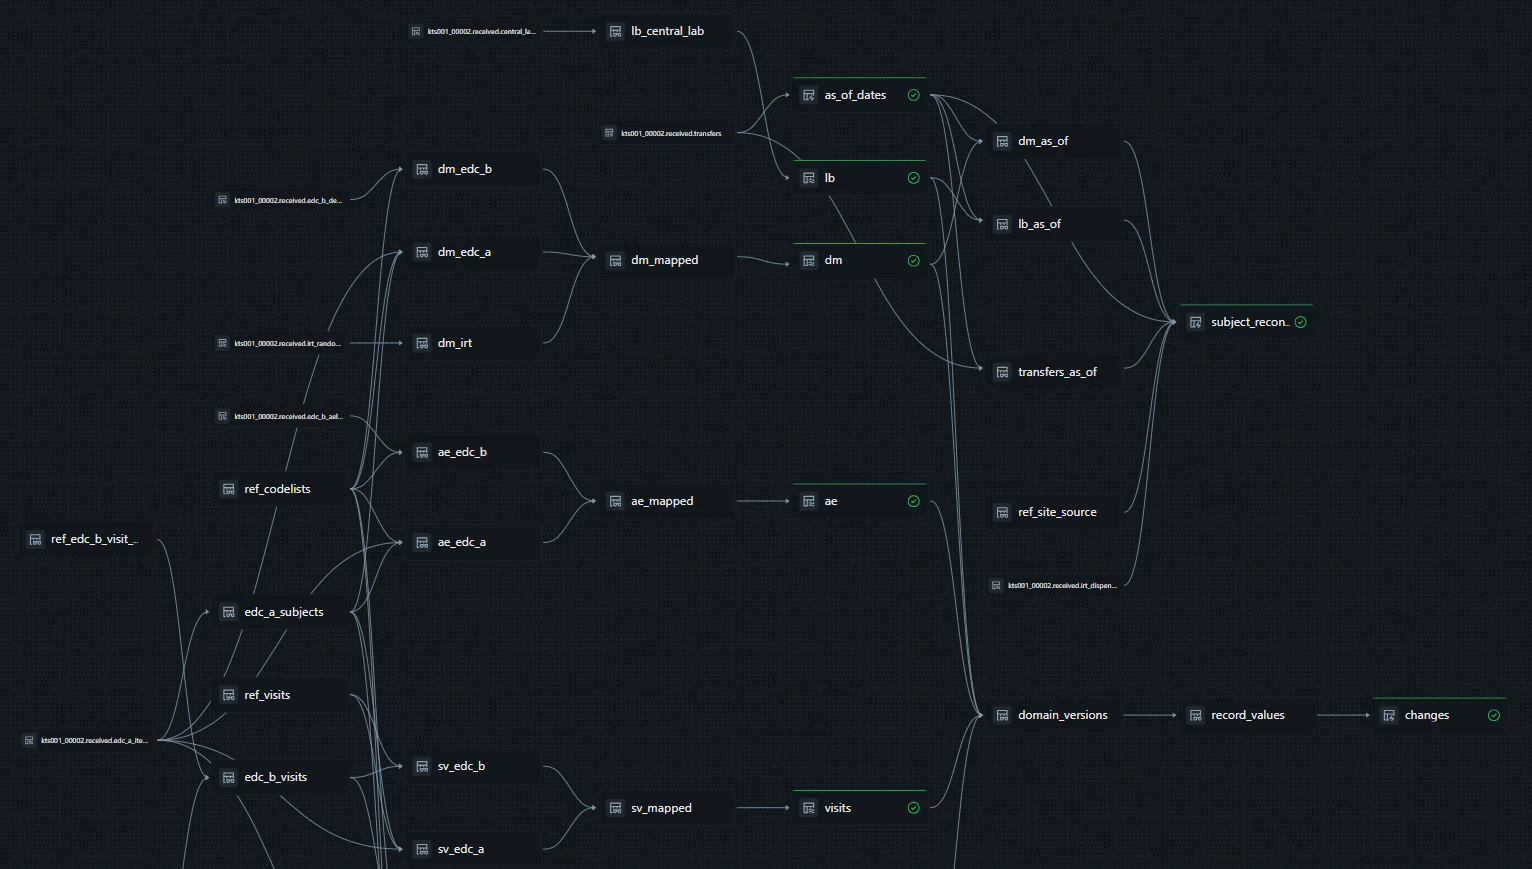 kts001_00002.received.central_la...
lb_central_lab
as_of_dates
kts001_00002.received.transfers
dm_as_of
dm_edc_b
lb
kts001_00002.received.edc_b_de...
lb_as_of
dm_edc_a
dm_mapped
dm
subject_recon...
kts001_00002.received.irt_rando...
dm_irt
transfers_as_of
kts001_00002.received.edc_b_ael...
ae_edc_b
ref_codelists
ae_mapped
ae
ref_site_source
ref_edc_b_visit_...
ae_edc_a
kts001_00002.received.irt_dispen...
edc_a_subjects
ref_visits
domain_versions
record_values
changes
kts001_00002.received.edc_a_ite...
sv_edc_b
edc_b_visits
sv_mapped
visits
sv_edc_a